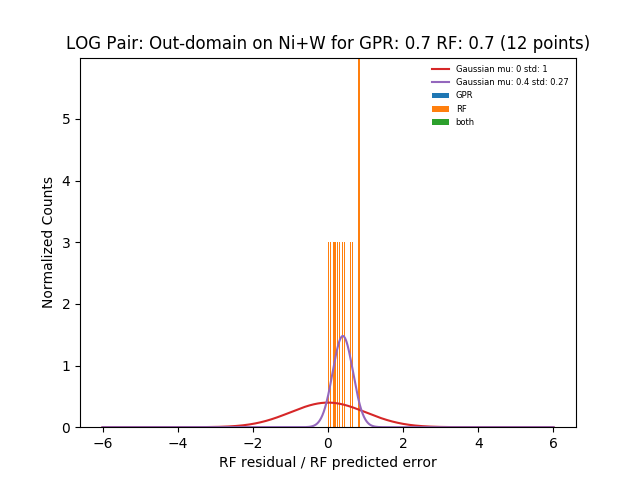 LOG Pair: Out-domain on Ni+W for GPR: 0.7 RF: 0.7 (12 points)
Gaussian mu: 0 std: 1
Gaussian mu: 0.4 std: 0.27
GPR
RF
both
Normalized Counts
5
4
3
2
1
0
−6
−4
−2
0
2
4
6
RF residual / RF predicted error